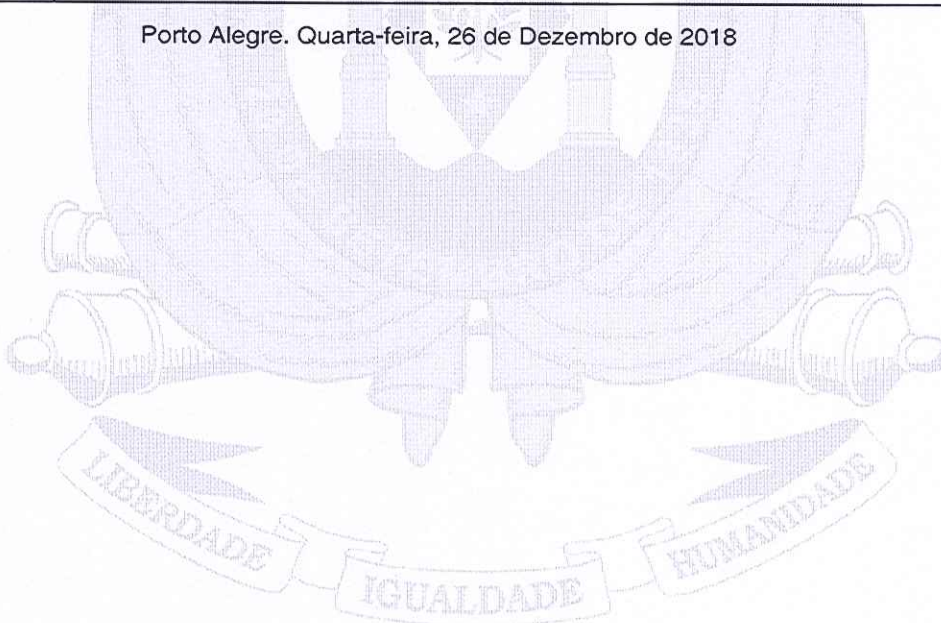 Porto Alegre. Quarta-feira, 26 de Dezembro de 2018
LIBERDADE
IGUALDADE
HUMANIDADE